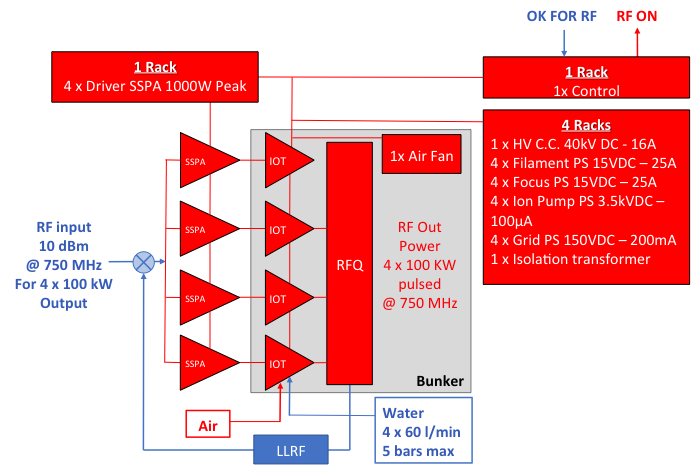 OK FOR RF
RF ON
1 Rack
4 x Driver SSPA 1000W Peak
1 Rack
1x Control
4 Racks
1 x HV C.C. 40kV DC - 16A
4 x Filament PS 15VDC – 25A
4 x Focus PS 15VDC – 25A
4 x Ion Pump PS 3.5kVDC –
100µA
4 x Grid PS 150VDC – 200mA
1 x Isolation transformer
1x Air Fan
SSPA
IOT
SSPA
IOT
SSPA
IOT
SSPA
IOT
RF input
10 dBm
@ 750 MHz
For 4 x 100 kW
Output
RFQ
RF Out
Power
4 x 100 KW
pulsed
@ 750 MHz
Bunker
Air
Water
4 x 60 l/min
5 bars max
LLRF